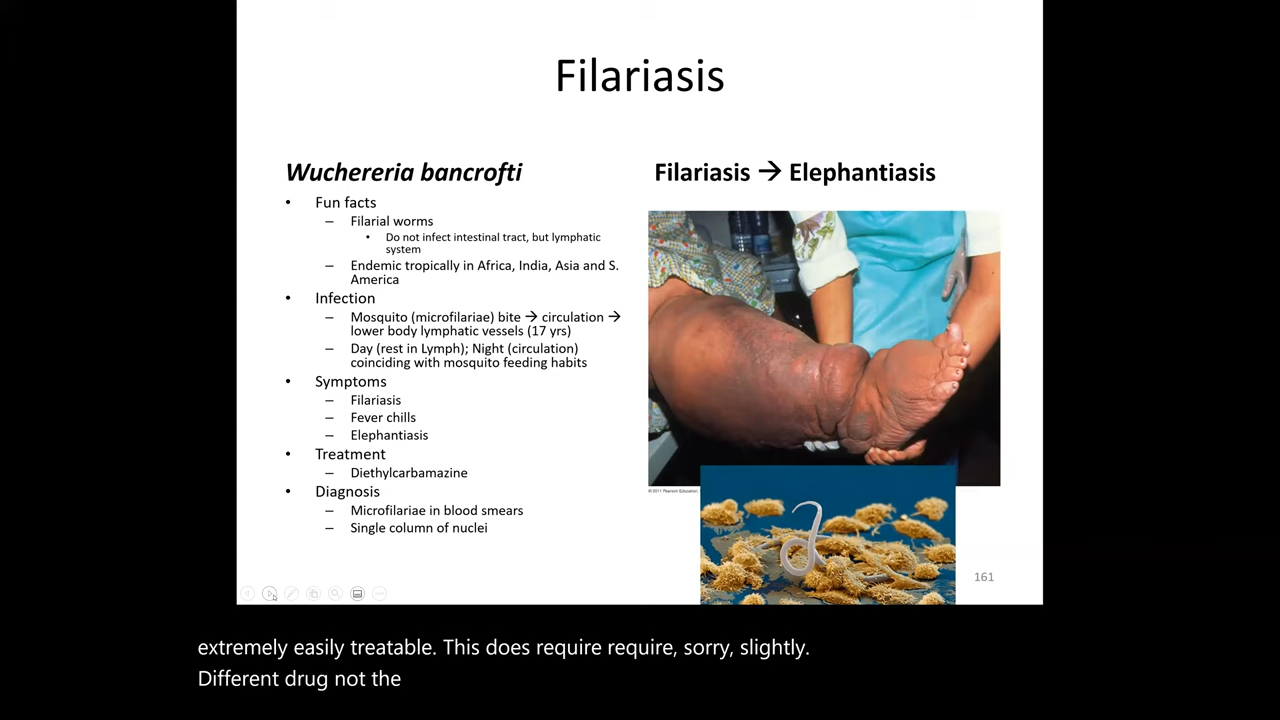 Filariasis
Wuchereria bancrofti
• Fun facts
– Filarial worms
• Do not infect intestinal tract, but lymphatic
system
– Endemic tropically in Africa, India, Asia and S.
America
• Infection
– Mosquito (microfilariae) bite → circulation →
lower body lymphatic vessels (17 yrs)
– Day (rest in Lymph); Night (circulation)
coinciding with mosquito feeding habits
• Symptoms
– Filariasis
– Fever chills
– Elephantiasis
• Treatment
– Diethylcarbamazine
• Diagnosis
– Microfilariae in blood smears
– Single column of nuclei
Filariasis → Elephantiasis
© 2011 Pearson Education,
161
extremely easily treatable. This does require require, sorry, slightly.
Different drug not the